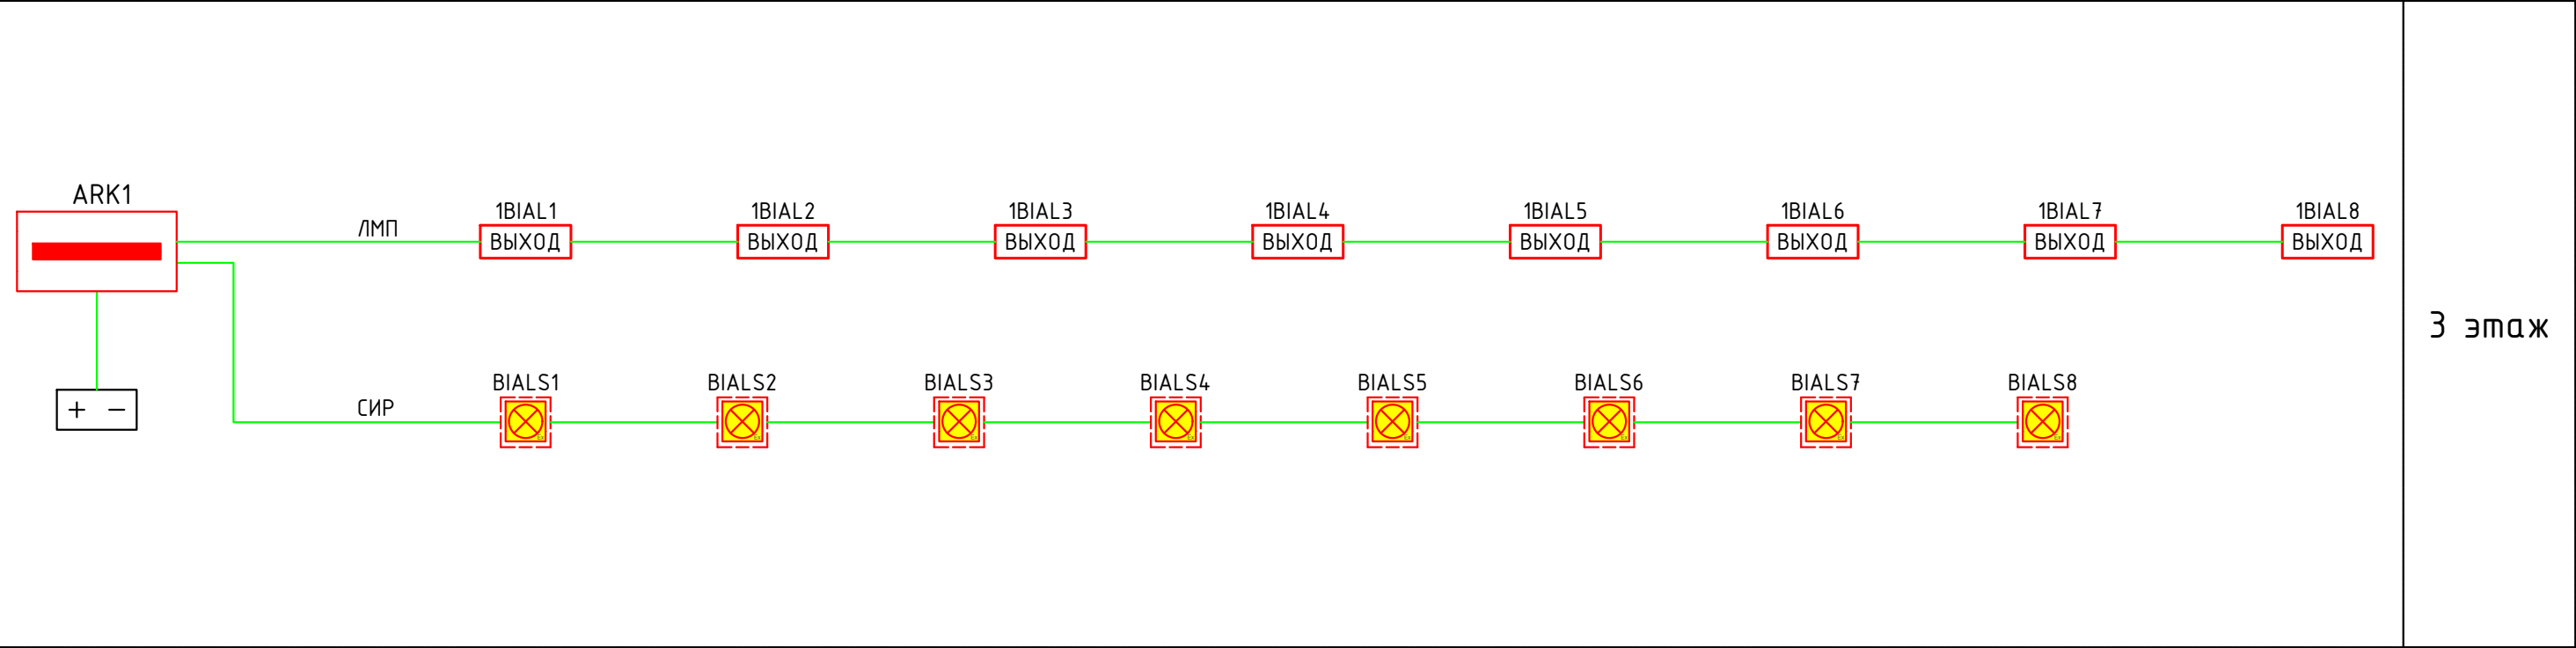 ARK1
ЛМП
1BIAL1 1BIAL2 1BIAL3 1BIAL4 1BIAL5 1BIAL6 1BIAL7 1BIAL8
ВЫХОД ВЫХОД ВЫХОД ВЫХОД ВЫХОД ВЫХОД ВЫХОД ВЫХОД
3 этаж
BIALS1 BIALS2 BIALS3 BIALS4 BIALS5 BIALS6 BIALS7 BIALS8
+ −
СИР